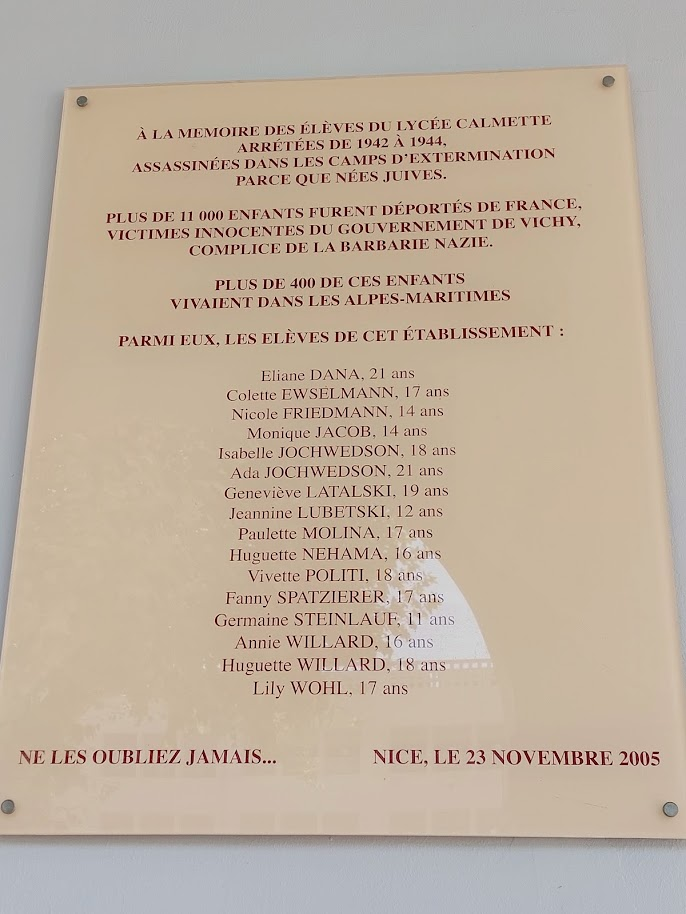 À LA MEMOIRE DES ÉLÈVES DU LYCÉE CALMETTE
ARRÉTÉES DE 1942 À 1944,
ASSASSINÉES DANS LES CAMPS D'EXTERMINATION
PARCE QUE NÉES JUIVES.
PLUS DE 11 000 ENFANTS FURENT DÉPORTÉS DE FRANCE,
VICTIMES INNOCENTES DU GOUVERNEMENT DE VICHY,
COMPLICE DE LA BARBARIE NAZIE.
PLUS DE 400 DE CES ENFANTS
VIVAIENT DANS LES ALPES-MARITIMES
PARMI EUX, LES ELÈVES DE CET ÉTABLISSEMENT :
Eliane DANA, 21 ans
Colette EWSELMANN, 17 ans
Nicole FRIEDMANN, 14 ans
Monique JACOB, 14 ans
Isabelle JOCHWEDSON, 18 ans
Ada JOCHWEDSON, 21 ans
Geneviève LATALSKI, 19 ans
Jeannine LUBETSKI, 12 ans
Paulette MOLINA, 17 ans
Huguette NEHAMA, 16 ans
Vivette POLITI, 18 ans
Fanny SPATZIERER, 17 ans
Germaine STEINLAUF, 11 ans
Annie WILLARD, 16 ans
Huguette WILLARD, 18 ans
Lily WOHL, 17 ans
NE LES OUBLIEZ JAMAIS... NICE, LE 23 NOVEMBRE 2005